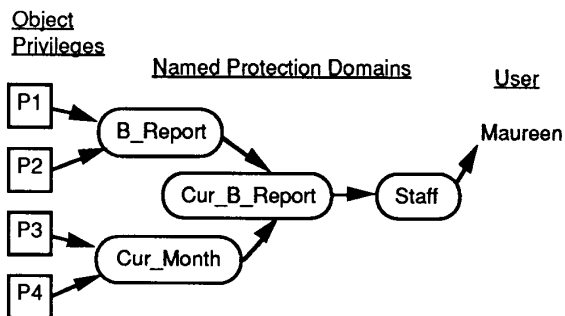 Object
Privileges
Named Protection Domains
User
P1
B_Report
Maureen
P2
Cur_B_Report
Staff
P3
Cur_Month
P4